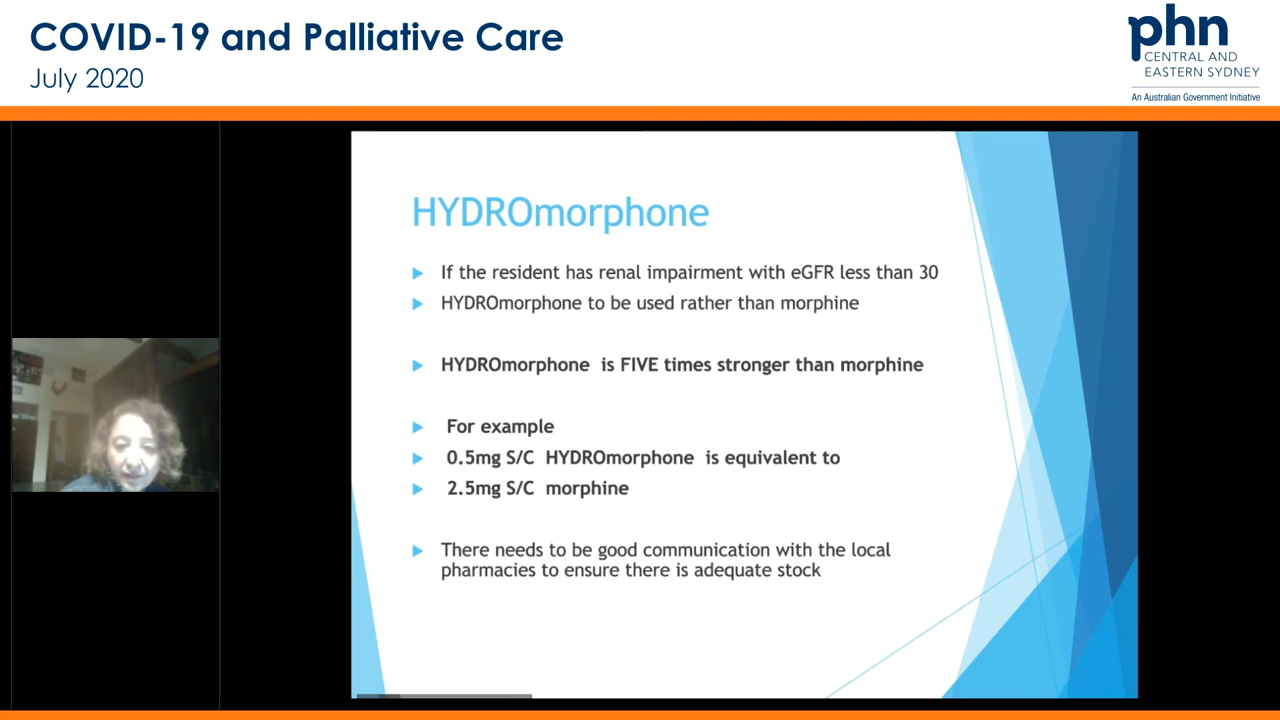 COVID-19 and Palliative Care
July 2020
phn
CENTRAL AND
EASTERN SYDNEY
An Australian Government Initiative
HYDROmorphone
If the resident has renal impairment with eGFR less than 30
HYDROmorphone to be used rather than morphine
HYDROmorphone is FIVE times stronger than morphine
For example
0.5mg S/C HYDROmorphone is equivalent to
2.5mg S/C morphine
There needs to be good communication with the local
pharmacies to ensure there is adequate stock